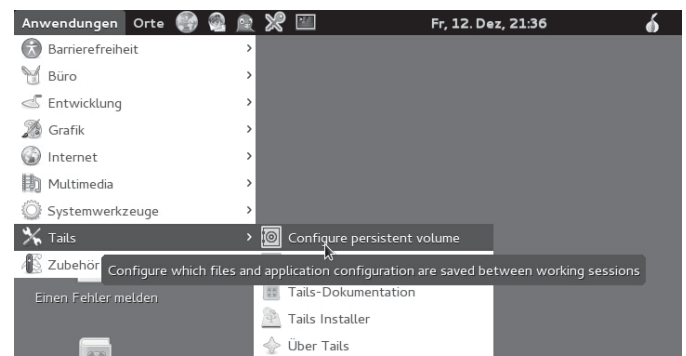 Anwendungen Orte Fr, 12. Dez, 21:36
Barrierefreiheit
Büro
Entwicklung
Grafik
Internet
Multimedia
Systemwerkzeuge
Tails
Configure persistent volume
Zubehör
Configure which files and application configuration are saved between working sessions
Einen Fehler melden
Tails-Dokumentation
Tails Installer
Über Tails